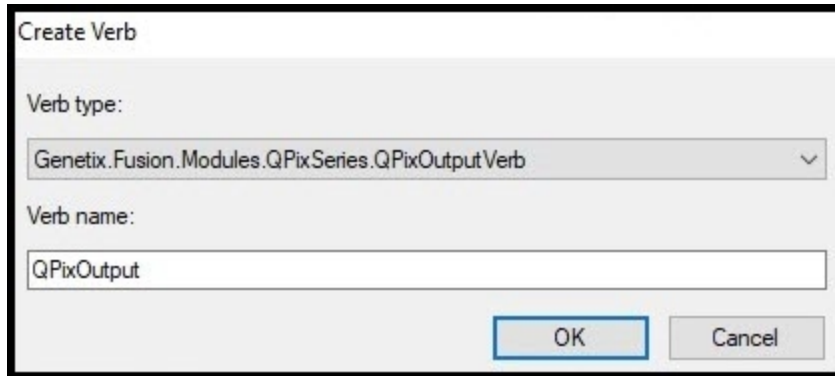 Create Verb
Verb type:
Genetix.Fusion.Modules.QPixSeries.QPixOutputVerb
Verb name:
QPixOutput
OK Cancel